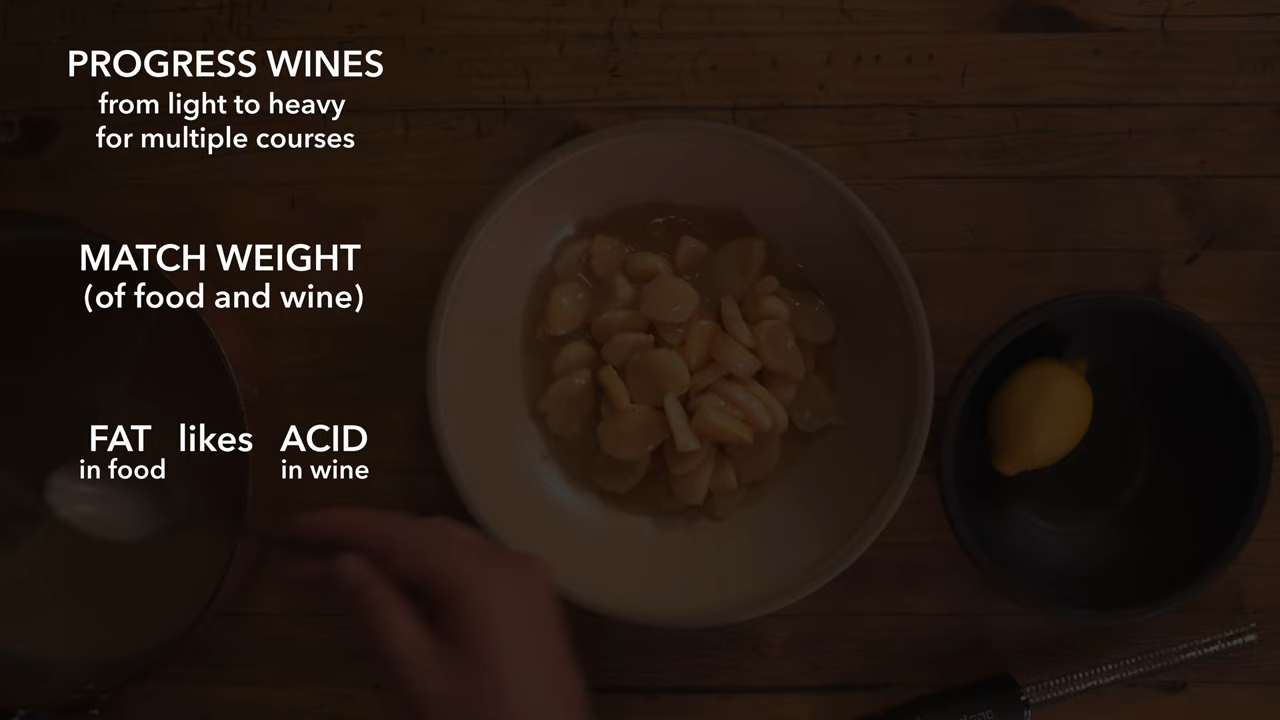 PROGRESS WINES
from light to heavy
for multiple courses
MATCH WEIGHT
(of food and wine)
FAT likes ACID
in food in wine